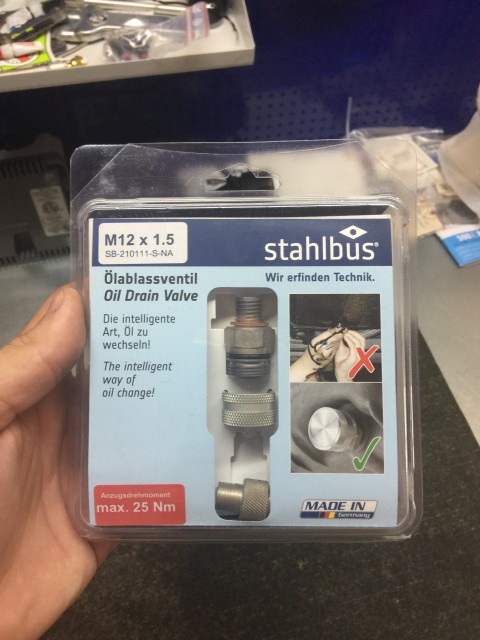 M12 x 1.5
SB-210111-S-NA
stahlbus®
Ölablassventil
Oil Drain Valve
Wir erfinden Technik.
Die intelligente
Art, Öl zu
wechseln!
The intelligent
way of
oil change!
Anzugsdrehmoment
max. 25 Nm
MADE IN
Germany